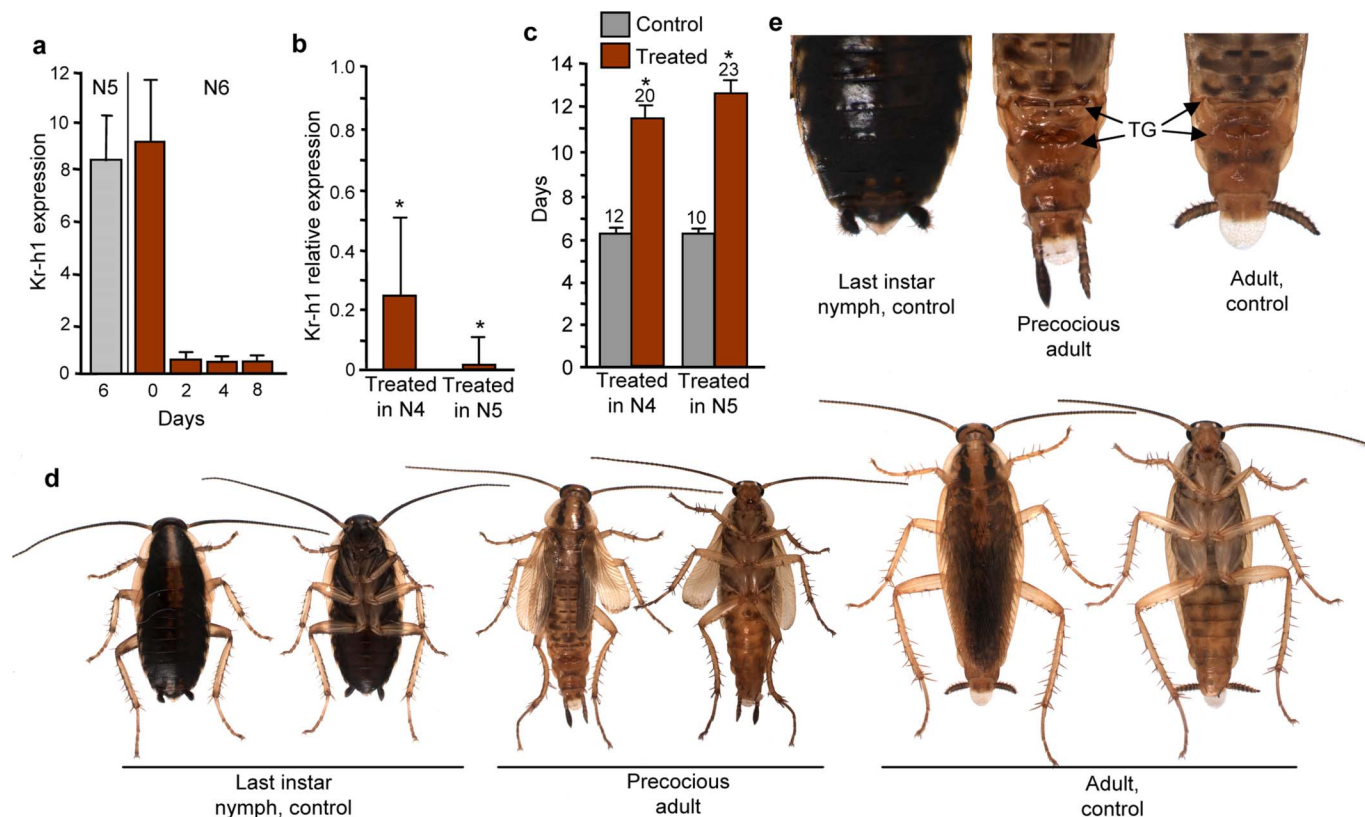 a
N5
N6
12
10
8
6
4
2
0
Kr-h1 expression
6
0
2
4
8
Days
b
1.0
0.8
0.6
0.4
0.2
0
Kr-h1 relative expression
*
*
Treated
in N4
Treated
in N5
c
Control
Treated
14
12
10
8
6
4
2
0
Days
12
*
20
10
*
23
Treated
in N4
Treated
in N5
e
TG
Last instar
nymph, control
Precocious
adult
Adult,
control
d
Last instar
nymph, control
Precocious
adult
Adult,
control